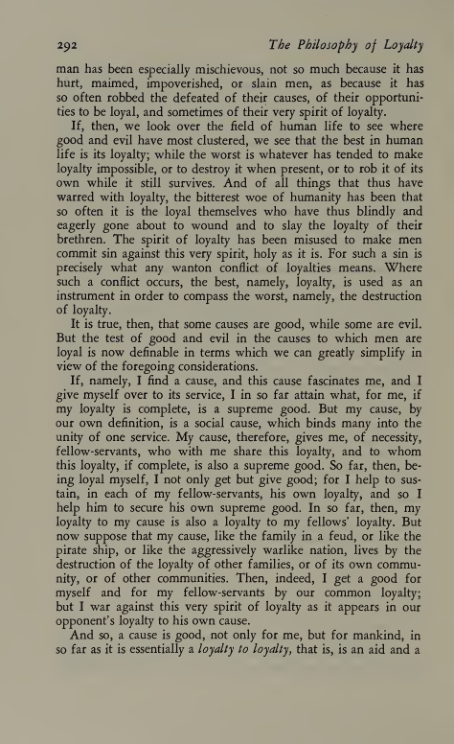 292 The Philosophy of Loyalty
man has been especially mischievous, not so much because it has
hurt, maimed, impoverished, or slain men, as because it has
so often robbed the defeated of their causes, of their opportuni-
ties to be loyal, and sometimes of their very spirit of loyalty.
If, then, we look over the field of human life to see where
good and evil have most clustered, we see that the best in human
life is its loyalty; while the worst is whatever has tended to make
loyalty impossible, or to destroy it when present, or to rob it of its
own while it still survives. And of all things that thus have
warred with loyalty, the bitterest woe of humanity has been that
so often it is the loyal themselves who have thus blindly and
eagerly gone about to wound and to slay the loyalty of their
brethren. The spirit of loyalty has been misused to make men
commit sin against this very spirit, holy as it is. For such a sin is
precisely what any wanton conflict of loyalties means. Where
such a conflict occurs, the best, namely, loyalty, is used as an
instrument in order to compass the worst, namely, the destruction
of loyalty.
It is true, then, that some causes are good, while some are evil.
But the test of good and evil in the causes to which men are
loyal is now definable in terms which we can greatly simplify in
view of the foregoing considerations.
If, namely, I find a cause, and this cause fascinates me, and I
give myself over to its service, I in so far attain what, for me, if
my loyalty is complete, is a supreme good. But my cause, by
our own definition, is a social cause, which binds many into the
unity of one service. My cause, therefore, gives me, of necessity,
fellow-servants, who with me share this loyalty, and to whom
this loyalty, if complete, is also a supreme good. So far, then, be-
ing loyal myself, I not only get but give good; for I help to sus-
tain, in each of my fellow-servants, his own loyalty, and so I
help him to secure his own supreme good. In so far, then, my
loyalty to my cause is also a loyalty to my fellows' loyalty. But
now suppose that my cause, like the family in a feud, or like the
pirate ship, or like the aggressively warlike nation, lives by the
destruction of the loyalty of other families, or of its own commu-
nity, or of other communities. Then, indeed, I get a good for
myself and for my fellow-servants by our common loyalty;
but I war against this very spirit of loyalty as it appears in our
opponent's loyalty to his own cause.
And so, a cause is good, not only for me, but for mankind, in
so far as it is essentially a loyalty to loyalty, that is, is an aid and a